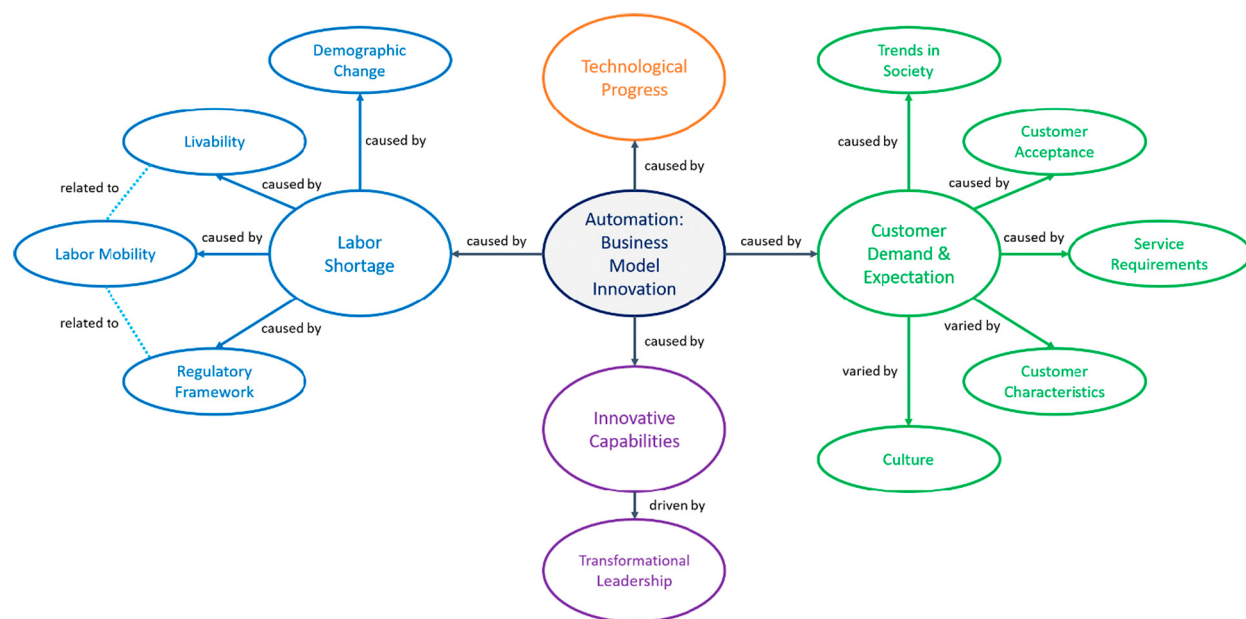 Demographic
Change
Technological
Progress
Trends in
Society
caused by
caused by
caused by
Livability
Customer
Acceptance
related to
caused by
caused by
Labor Mobility
caused by
Labor
Shortage
caused by
Automation:
Business
Model
Innovation
caused by
Customer
Demand &
Expectation
caused by
Service
Requirements
related to
caused by
caused by
varied by
Regulatory
Framework
varied by
Customer
Characteristics
Innovative
Capabilities
Culture
driven by
Transformational
Leadership